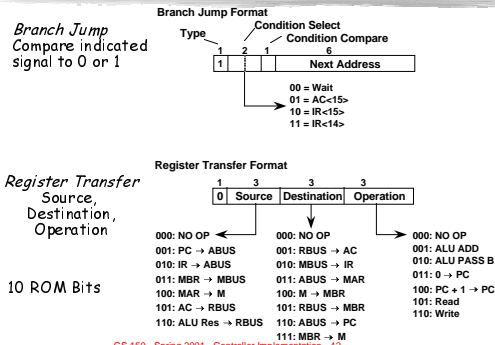 Branch Jump Format
Branch Jump
Compare indicated
signal to 0 or 1
Type
Condition Select
Condition Compare
1 2 1 6
1 Next Address
00 = Wait
01 = AC<15>
10 = IR<15>
11 = IR<14>
Register Transfer Format
Register Transfer
Source,
Destination,
Operation
1 3 3 3
0 Source Destination Operation
000: NO OP
001: PC → ABUS
010: IR → ABUS
011: MBR → MBUS
100: MAR → M
101: AC → RBUS
110: ALU Res → RBUS
000: NO OP
001: RBUS → AC
010: MBUS → IR
011: ABUS → MAR
100: M → MBR
101: RBUS → MBR
110: ABUS → PC
111: MBR → M
000: NO OP
001: ALU ADD
010: ALU PASS B
011: 0 → PC
100: PC + 1 → PC
101: Read
110: Write
10 ROM Bits